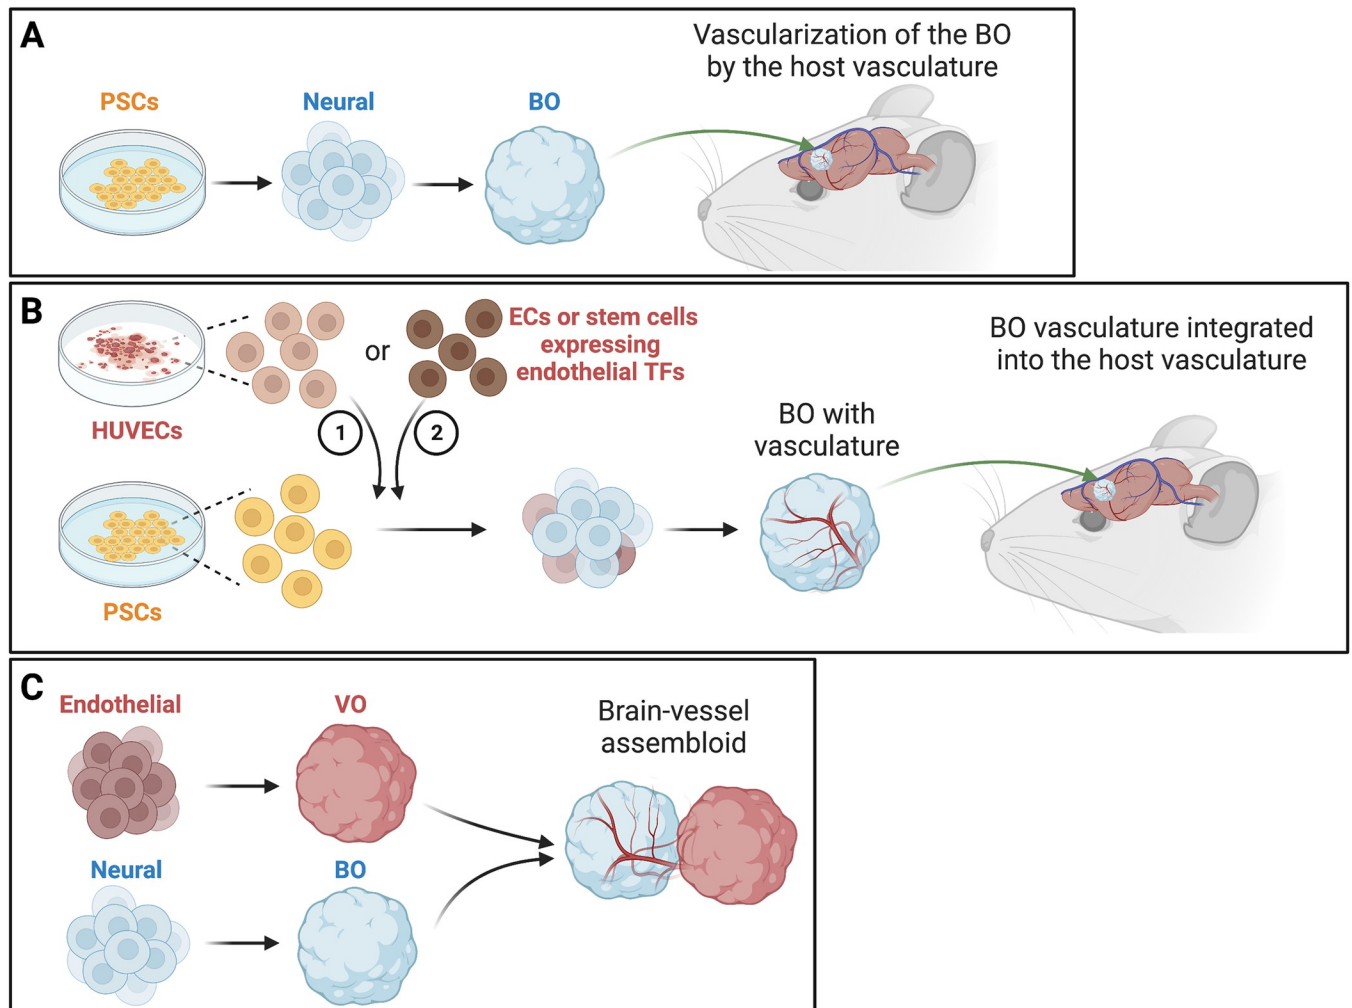 A
Vascularization of the BO
by the host vasculature
PSCs
Neural
BO
B
HUVECs
or
ECs or stem cells
expressing
endothelial TFs
1
2
PSCs
BO with
vasculature
BO vasculature integrated
into the host vasculature
C
Endothelial
VO
Neural
BO
Brain-vessel
assembloid